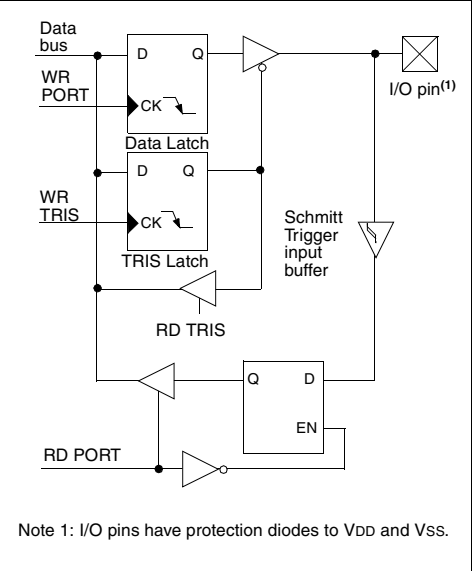 Data
bus
D
Q
WR
PORT
CK
I/O pin(1)
Data Latch
D
Q
WR
TRIS
CK
Schmitt
Trigger
input
buffer
TRIS Latch
RD TRIS
Q
D
EN
RD PORT
Note 1: I/O pins have protection diodes to VDD and VSS.